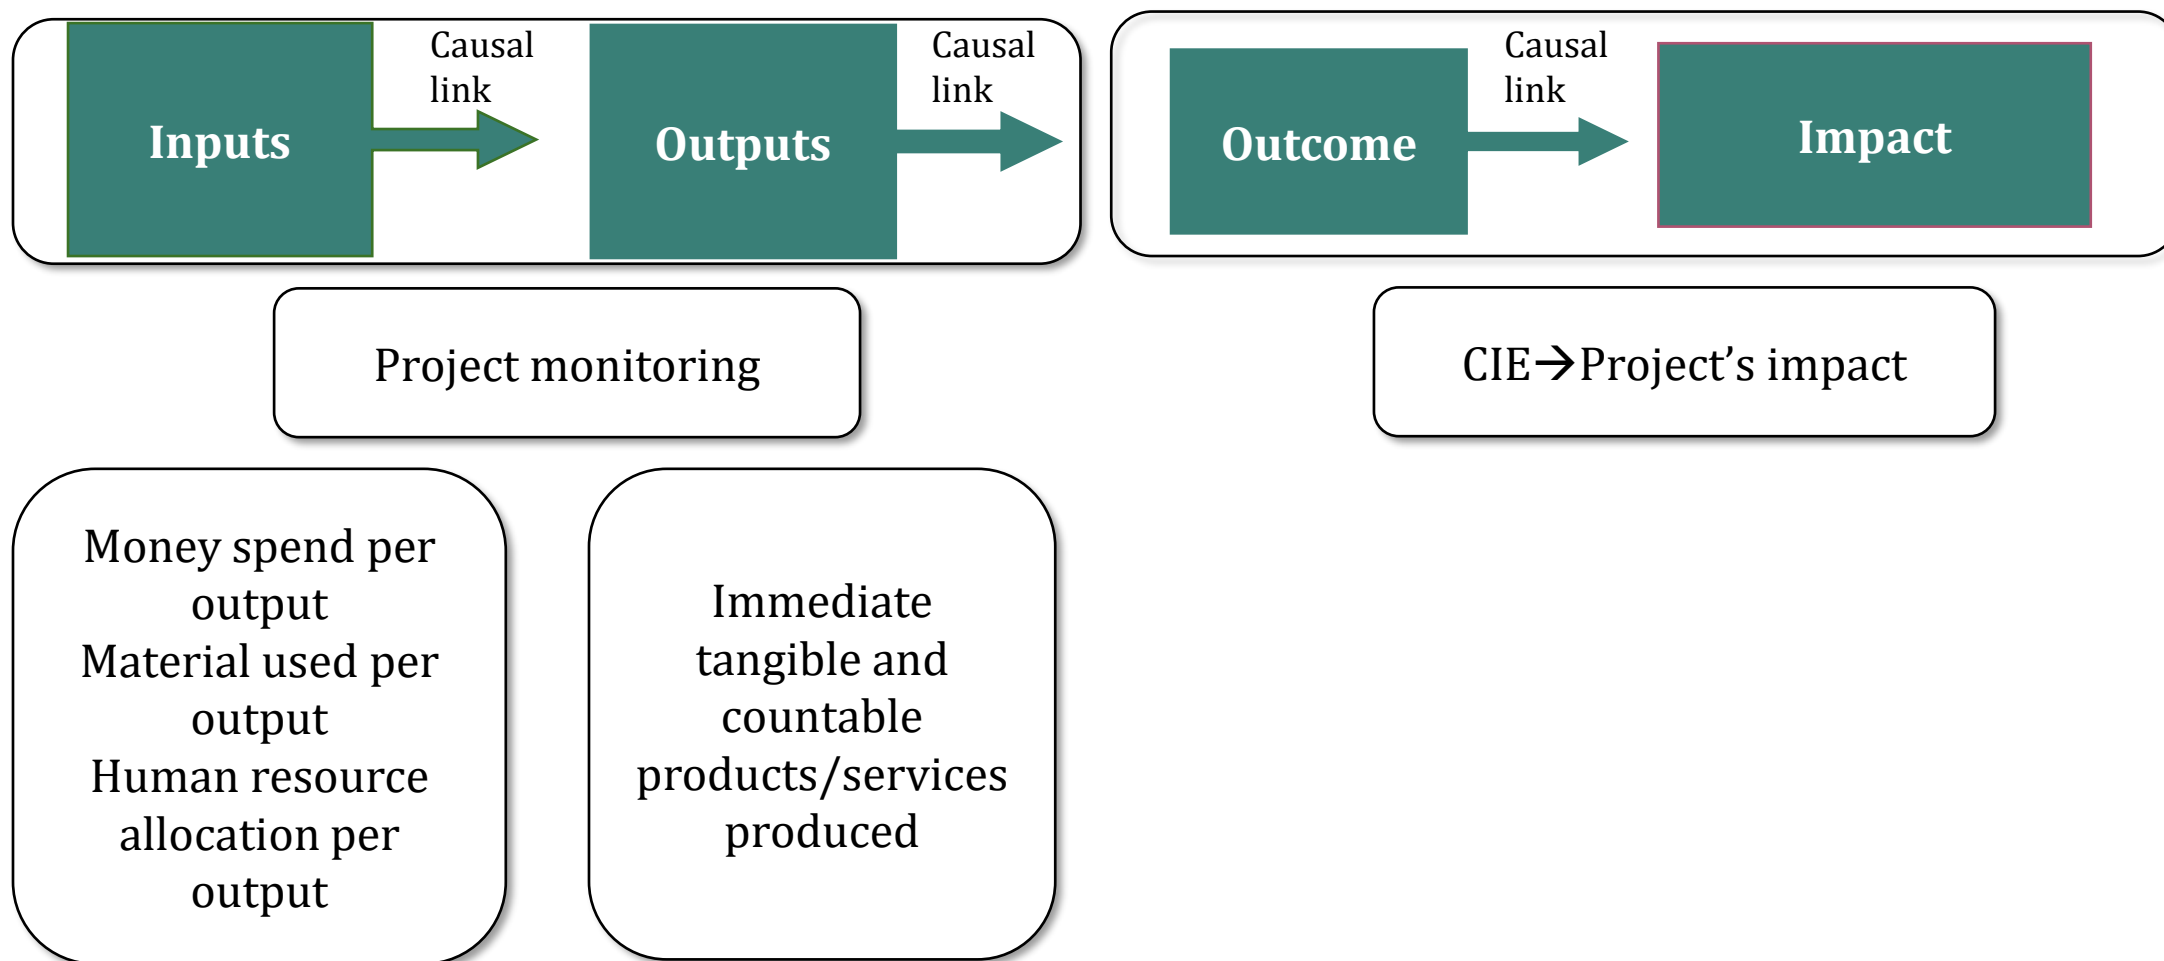 Inputs
Causal
link
Outputs
Causal
link
Outcome
Causal
link
Impact
Project monitoring
CIE→Project’s impact
Money spend per
output
Material used per
output
Human resource
allocation per
output
Immediate
tangible and
countable
products/services
produced